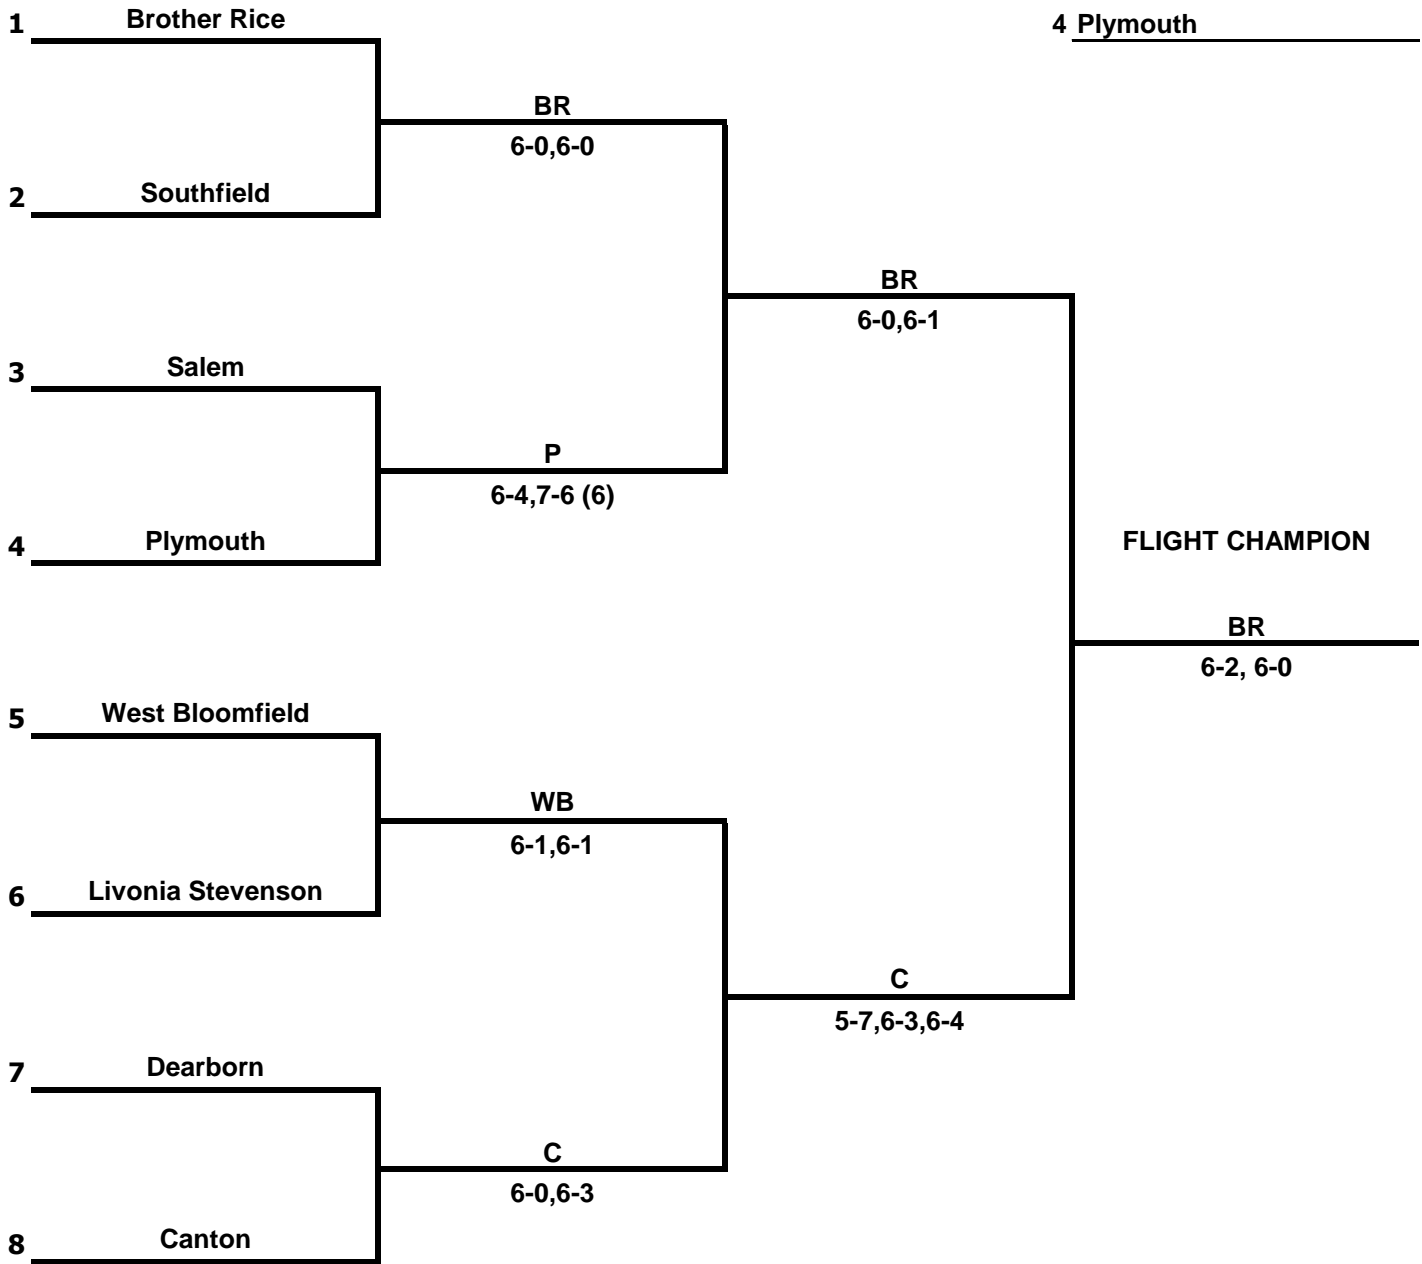 1 Brother Rice
4 Plymouth
BR
6-0,6-0
2 Southfield
BR
6-0,6-1
3 Salem
P
6-4,7-6 (6)
4 Plymouth
FLIGHT CHAMPION
BR
6-2, 6-0
5 West Bloomfield
WB
6-1,6-1
6 Livonia Stevenson
C
5-7,6-3,6-4
7 Dearborn
C
6-0,6-3
8 Canton